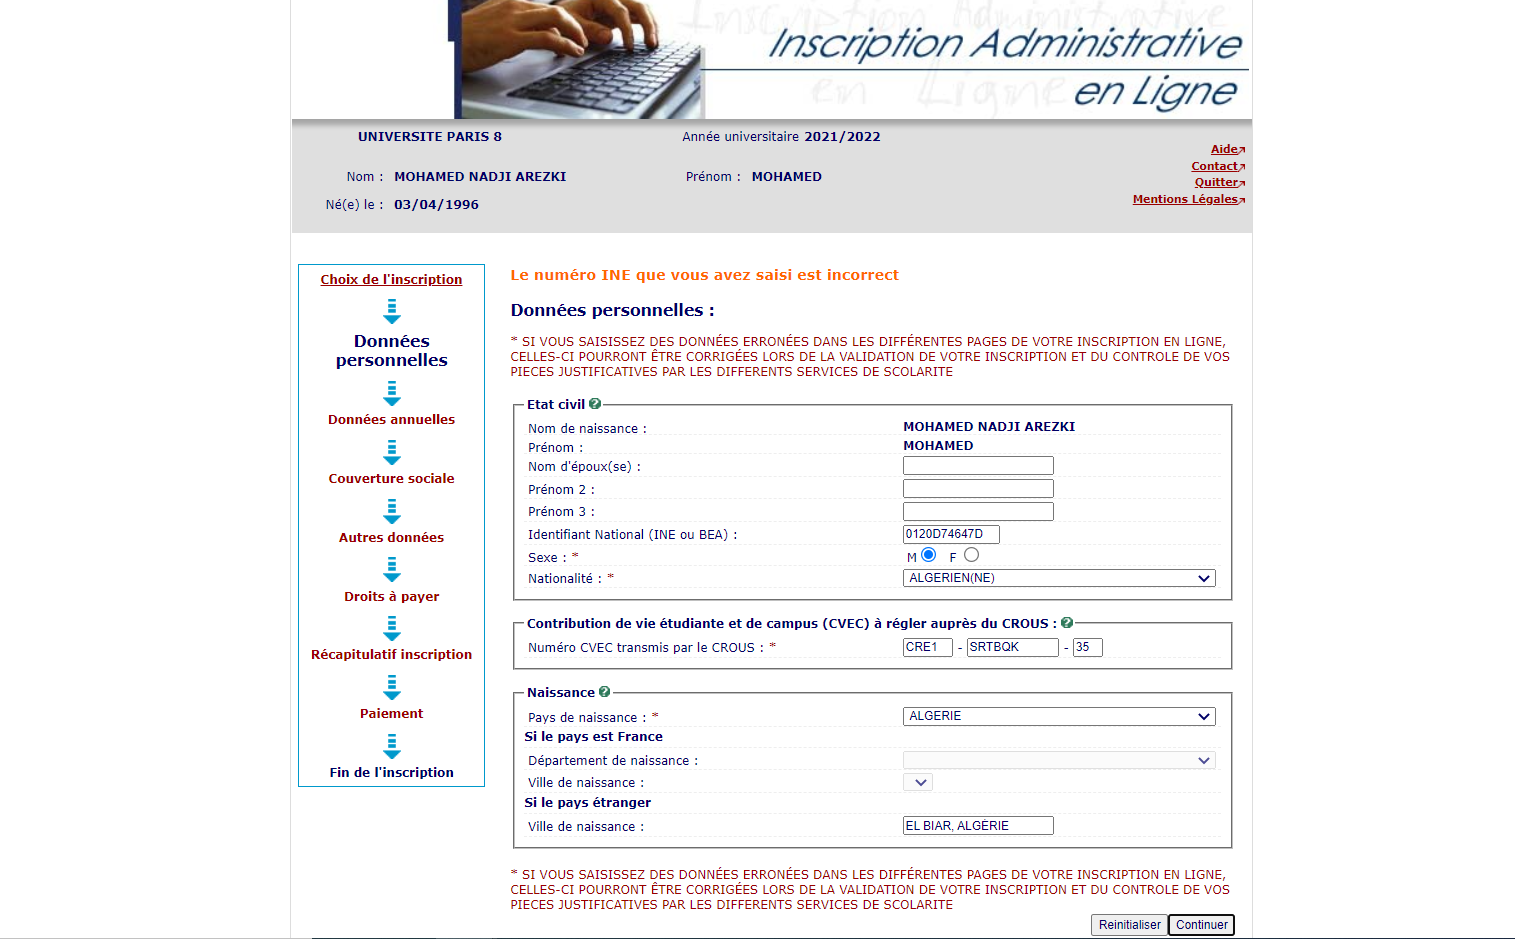 Inscription Administrative
en Ligne
UNIVERSITE PARIS 8
Année universitaire 2021/2022
Nom : MOHAMED NADJI AREZKI
Prénom : MOHAMED
Né(e) le : 03/04/1996
Aide
Contact
Quitter
Mentions Légales
Choix de l'inscription
Données
personnelles
Données annuelles
Couverture sociale
Autres données
Droits à payer
Récapitulatif inscription
Paiement
Fin de l'inscription
Le numéro INE que vous avez saisi est incorrect
Données personnelles :
* SI VOUS SAISISSEZ DES DONNÉES ERRONÉES DANS LES DIFFÉRENTES PAGES DE VOTRE INSCRIPTION EN LIGNE,
CELLES-CI POURRONT ÊTRE CORRIGÉES LORS DE LA VALIDATION DE VOTRE INSCRIPTION ET DU CONTROLE DE VOS
PIECES JUSTIFICATIVES PAR LES DIFFERENTS SERVICES DE SCOLARITE
Etat civil ?
Nom de naissance : MOHAMED NADJI AREZKI
Prénom : MOHAMED
Nom d'époux(se) :
Prénom 2 :
Prénom 3 :
Identifiant National (INE ou BEA) : 0120D74647D
Sexe : * M F
Nationalité : * ALGERIEN(NE)
Contribution de vie étudiante et de campus (CVEC) à régler auprès du CROUS : ?
Numéro CVEC transmis par le CROUS : * CRE1 - SRTBQK - 35
Naissance ?
Pays de naissance : * ALGERIE
Si le pays est France
Département de naissance :
Ville de naissance :
Si le pays étranger
Ville de naissance : EL BIAR, ALGÉRIE
* SI VOUS SAISISSEZ DES DONNÉES ERRONÉES DANS LES DIFFÉRENTES PAGES DE VOTRE INSCRIPTION EN LIGNE,
CELLES-CI POURRONT ÊTRE CORRIGÉES LORS DE LA VALIDATION DE VOTRE INSCRIPTION ET DU CONTROLE DE VOS
PIECES JUSTIFICATIVES PAR LES DIFFERENTS SERVICES DE SCOLARITE
Reinitialiser Continuer